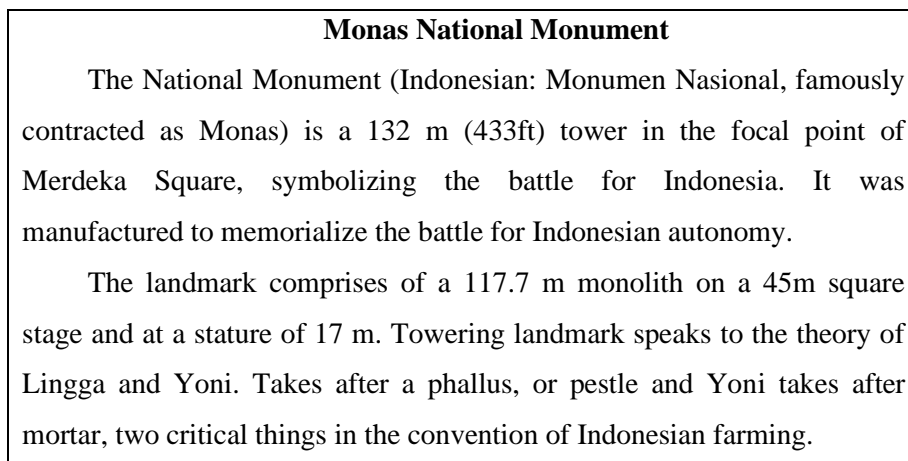 Monas National Monument
The National Monument (Indonesian: Monumen Nasional, famously
contracted as Monas) is a 132 m (433ft) tower in the focal point of
Merdeka Square, symbolizing the battle for Indonesia. It was
manufactured to memorialize the battle for Indonesian autonomy.
The landmark comprises of a 117.7 m monolith on a 45m square
stage and at a stature of 17 m. Towering landmark speaks to the theory of
Lingga and Yoni. Takes after a phallus, or pestle and Yoni takes after
mortar, two critical things in the convention of Indonesian farming.